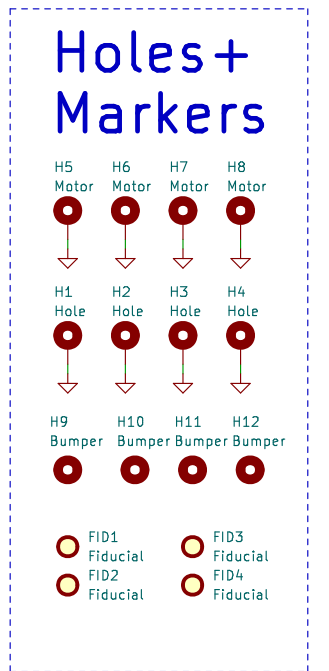 Holes+
Markers
H5 H6 H7 H8
Motor Motor Motor Motor
H1 H2 H3 H4
Hole Hole Hole Hole
H9 H10 H11 H12
Bumper Bumper Bumper Bumper
FID1 FID3
Fiducial Fiducial
FID2 FID4
Fiducial Fiducial